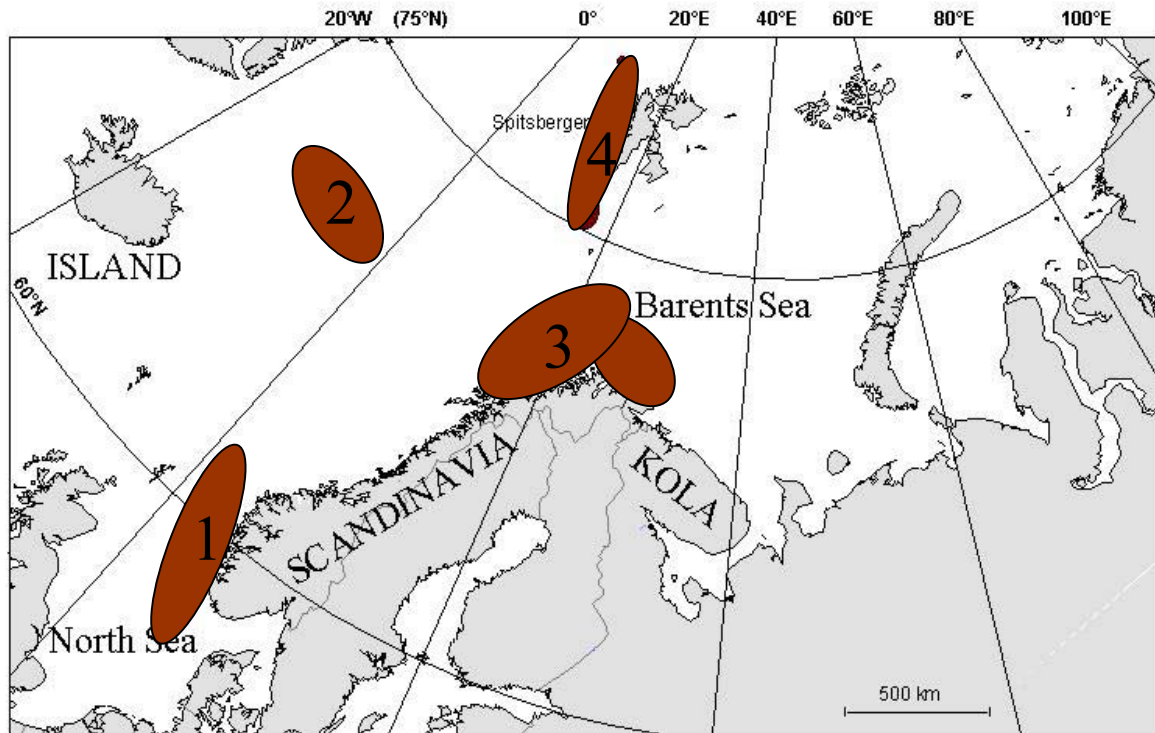 20°W (75°N) 0° 20°E 40°E 60°E 80°E 100°E
Spitsbergen
4
2
ISLAND
60°N
Barents Sea
3
SCANDINAVIA
KOLA
1
North Sea
500 km